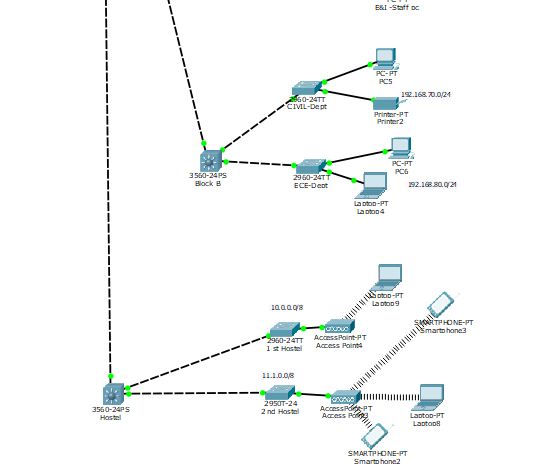 E&I -Staff pc
PC-PT
PC5
2960-24TT
CIVIL-Dept
192.168.70.0/24
Printer-PT
Printer2
3560-24PS
Block B
2960-24TT
ECE-Dept
PC-PT
PC6
192.168.80.0/24
Laptop-PT
Laptop4
Laptop-PT
Laptop9
10.0.0.0/8
SMARTPHONE-PT
Smartphone3
2960-24TT
1 st Hostel
AccessPoint-PT
Access Point4
11.1.0.0/8
3560-24PS
Hostel
2950T-24
2 nd Hostel
AccessPoint-PT
Access Point3
Laptop-PT
Laptop8
SMARTPHONE-PT
Smartphone2